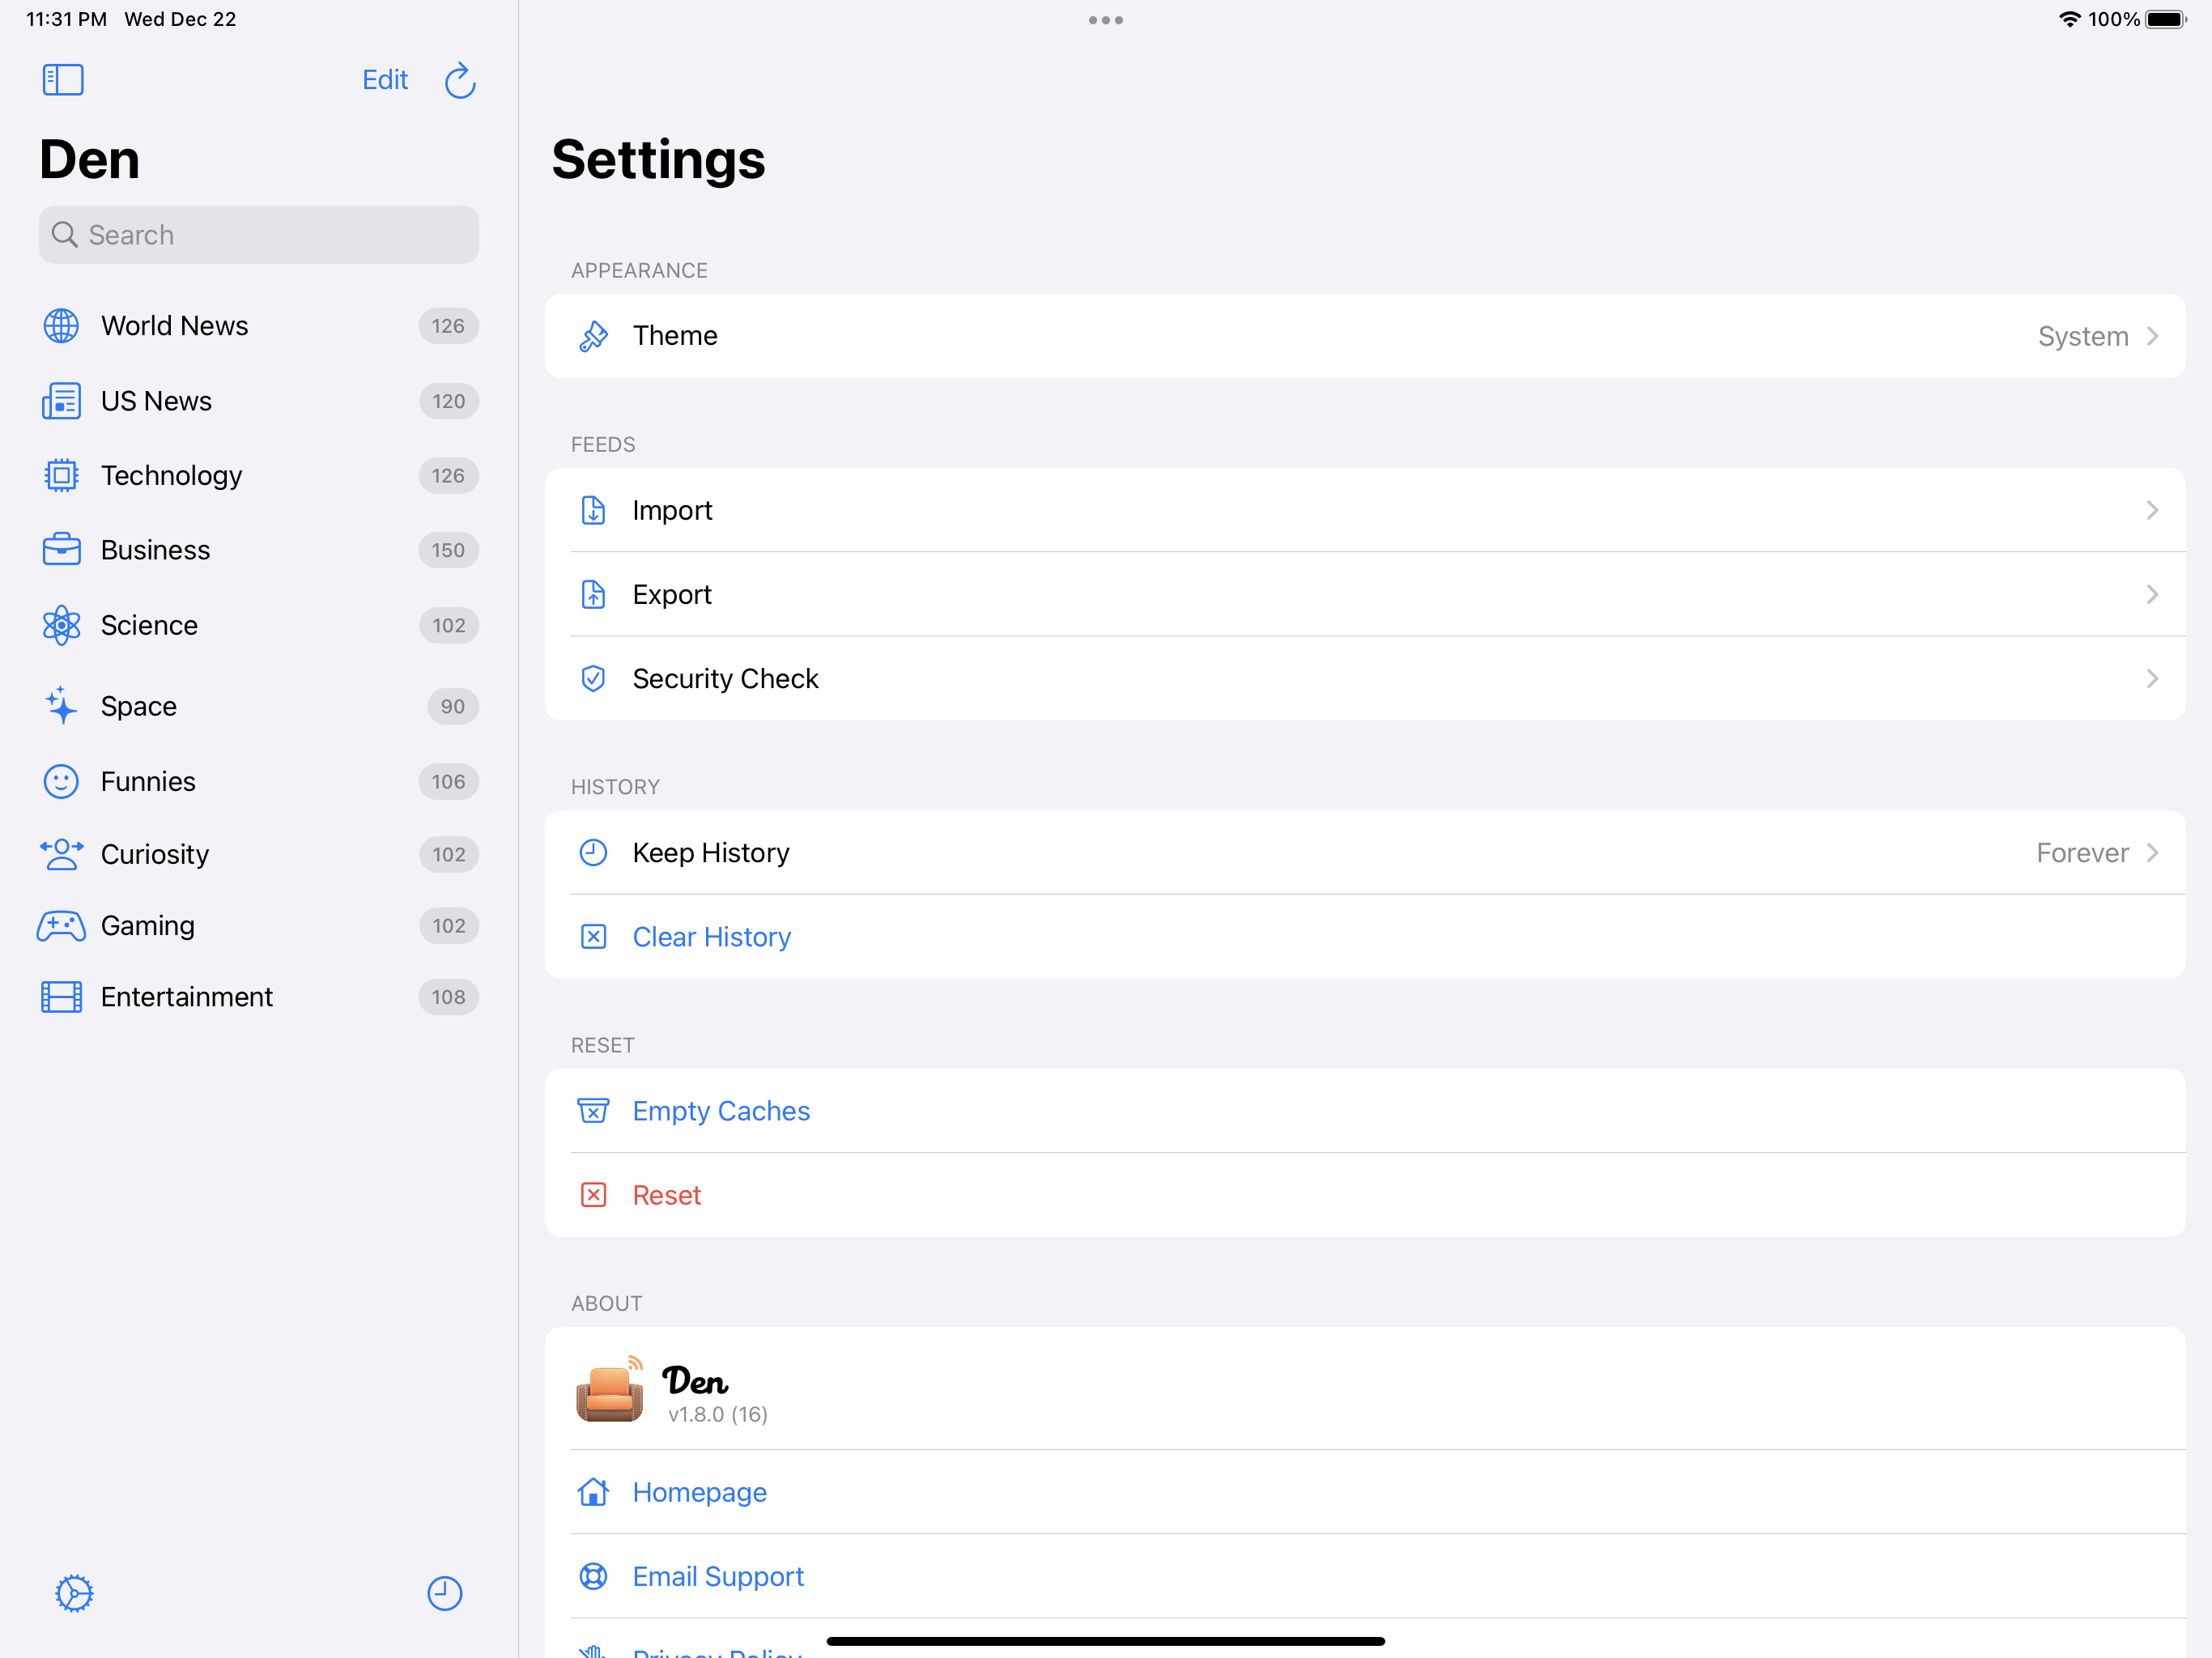 11:31 PM Wed Dec 22
100%
Edit
Den
Search
World News 126
US News 120
Technology 126
Business 150
Science 102
Space 90
Funnies 106
Curiosity 102
Gaming 102
Entertainment 108
Settings
APPEARANCE
Theme System
FEEDS
Import
Export
Security Check
HISTORY
Keep History Forever
Clear History
RESET
Empty Caches
Reset
ABOUT
Den
v1.8.0 (16)
Homepage
Email Support
Privacy Policy